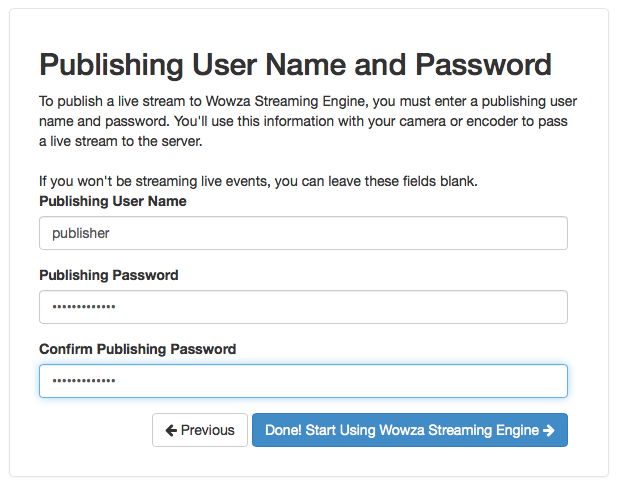 Publishing User Name and Password
To publish a live stream to Wowza Streaming Engine, you must enter a publishing user
name and password. You'll use this information with your camera or encoder to pass
a live stream to the server.
If you won't be streaming live events, you can leave these fields blank.
Publishing User Name
publisher
Publishing Password
•••••••••••••
Confirm Publishing Password
•••••••••••••
← Previous
Done! Start Using Wowza Streaming Engine →